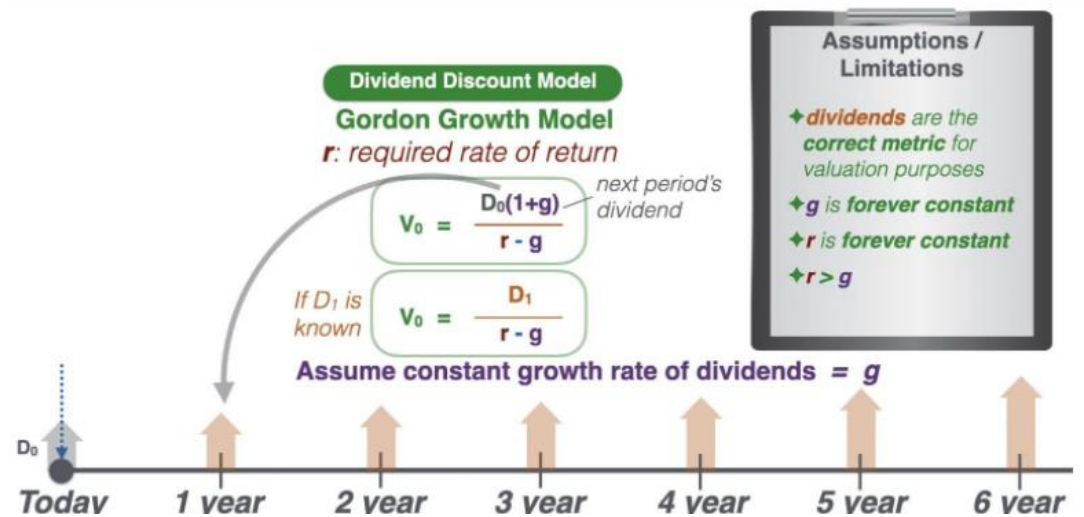 Dividend Discount Model
Gordon Growth Model
r: required rate of return
V₀ = D₀(1+g)
r - g
next period's
dividend
If D₁ is
known
V₀ = D₁
r - g
Assume constant growth rate of dividends = g
Assumptions /
Limitations
✦dividends are the
correct metric for
valuation purposes
✦g is forever constant
✦r is forever constant
✦r > g
D₀
Today 1 year 2 year 3 year 4 year 5 year 6 year